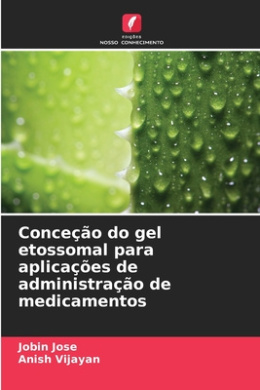 edições
NOSSO CONHECIMENTO
Conceção do gel
etossomal para
aplicações de
administração de
medicamentos
Jobin Jose
Anish Vijayan